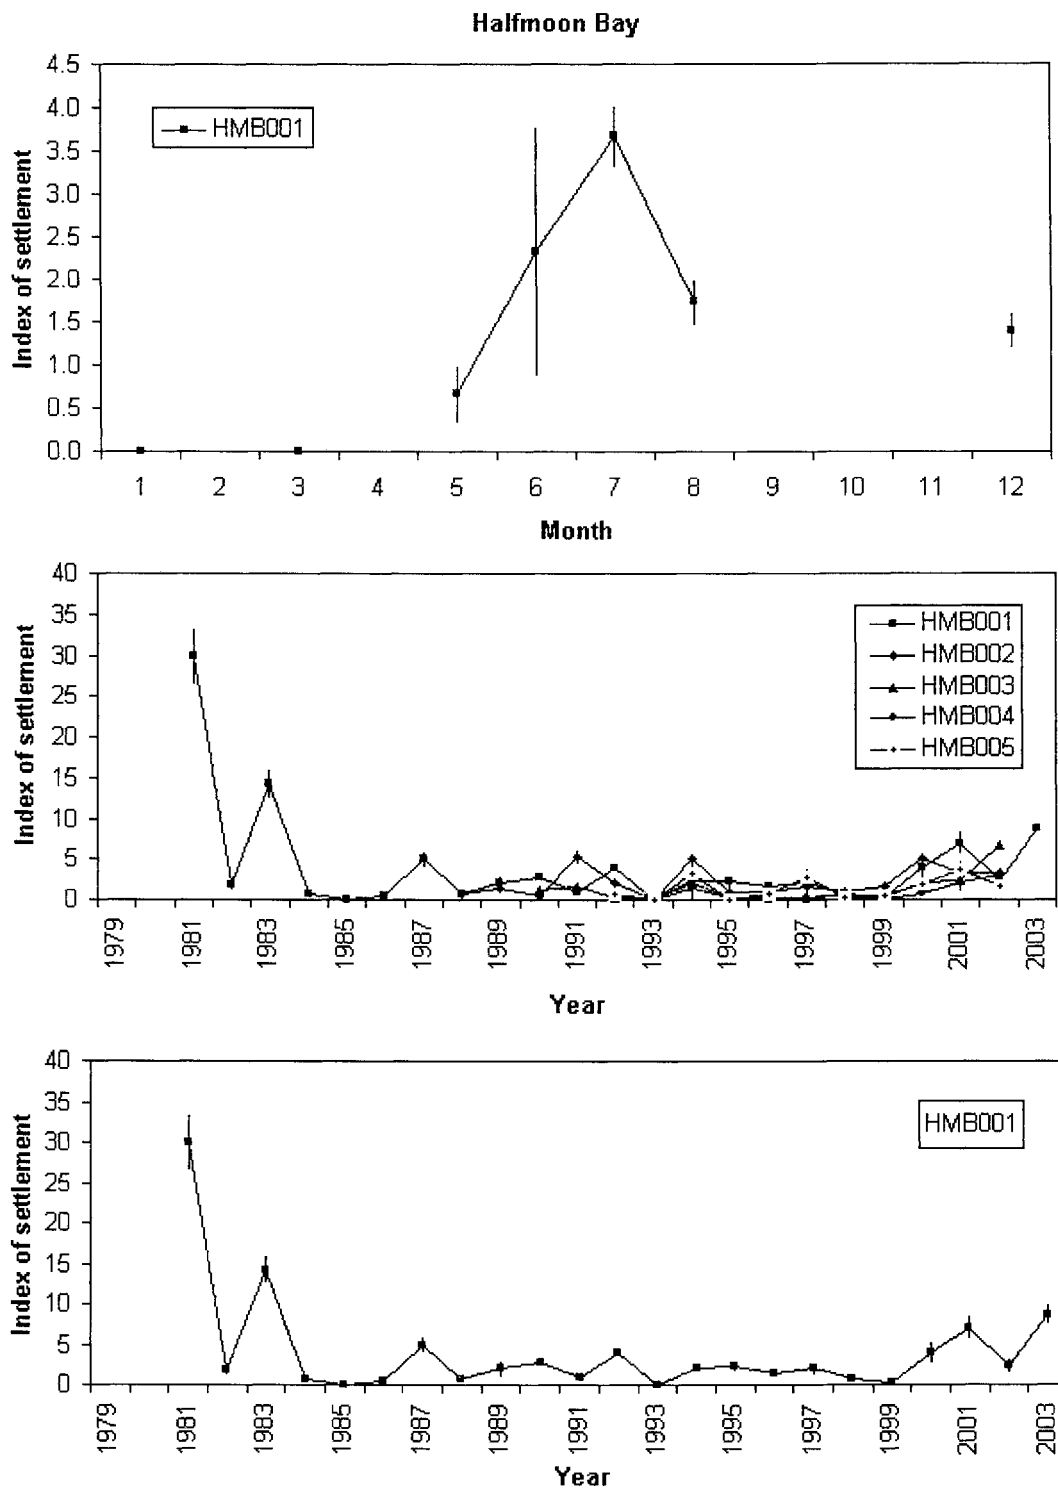 Halfmoon Bay
4.5
4.0
3.5
3.0
2.5
2.0
1.5
1.0
0.5
0.0
Index of settlement
HMB001
1 2 3 4 5 6 7 8 9 10 11 12
Month
40
35
30
25
20
15
10
5
0
Index of settlement
HMB001
HMB002
HMB003
HMB004
HMB005
1979 1981 1983 1985 1987 1989 1991 1993 1995 1997 1999 2001 2003
Year
40
35
30
25
20
15
10
5
0
Index of settlement
HMB001
1979 1981 1983 1985 1987 1989 1991 1993 1995 1997 1999 2001 2003
Year